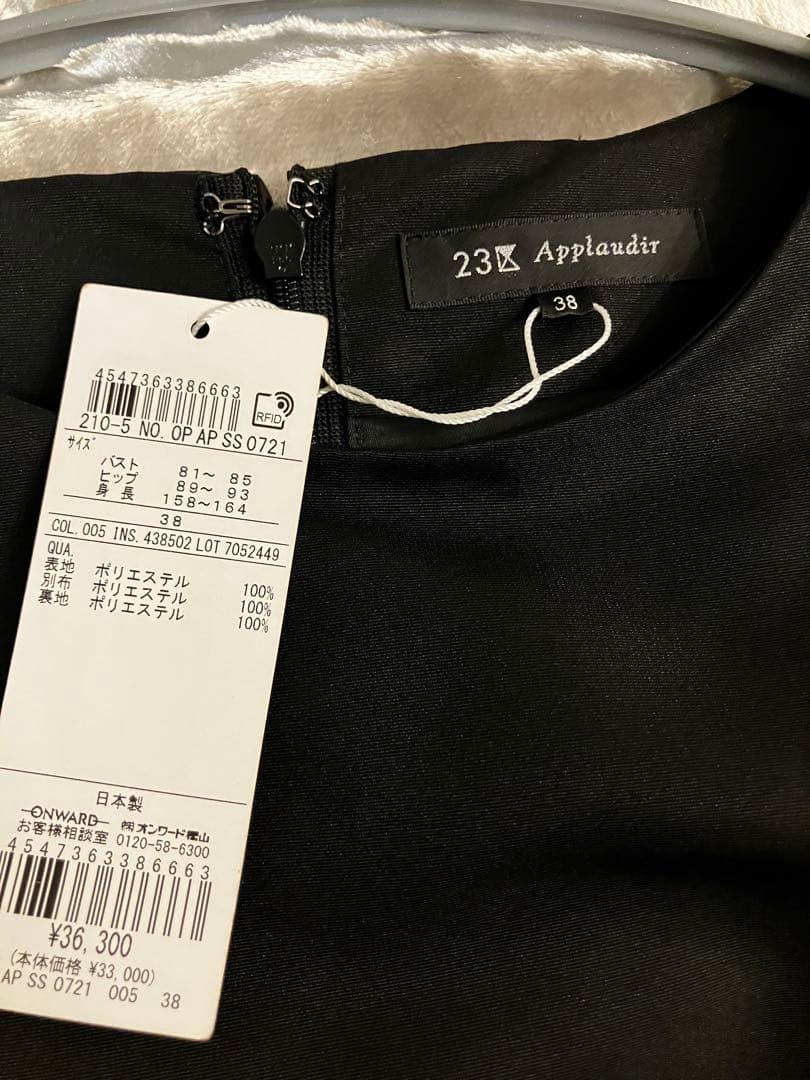 23区 Applaudir
38
4547363386663
RFID
210-5 NO. OP AP SS 0721
サイズ
バスト 81～ 85
ヒップ 89～ 93
身長 158～164
38
COL. 005 INS. 438502 LOT 7052449
QUA.
表地 ポリエステル 100%
別布 ポリエステル 100%
裏地 ポリエステル 100%
日本製
ONWARD ㈱オンワード樫山
お客様相談室 0120-58-6300
4547363386663
¥36,300
(本体価格 ¥33,000)
AP SS 0721 005 38